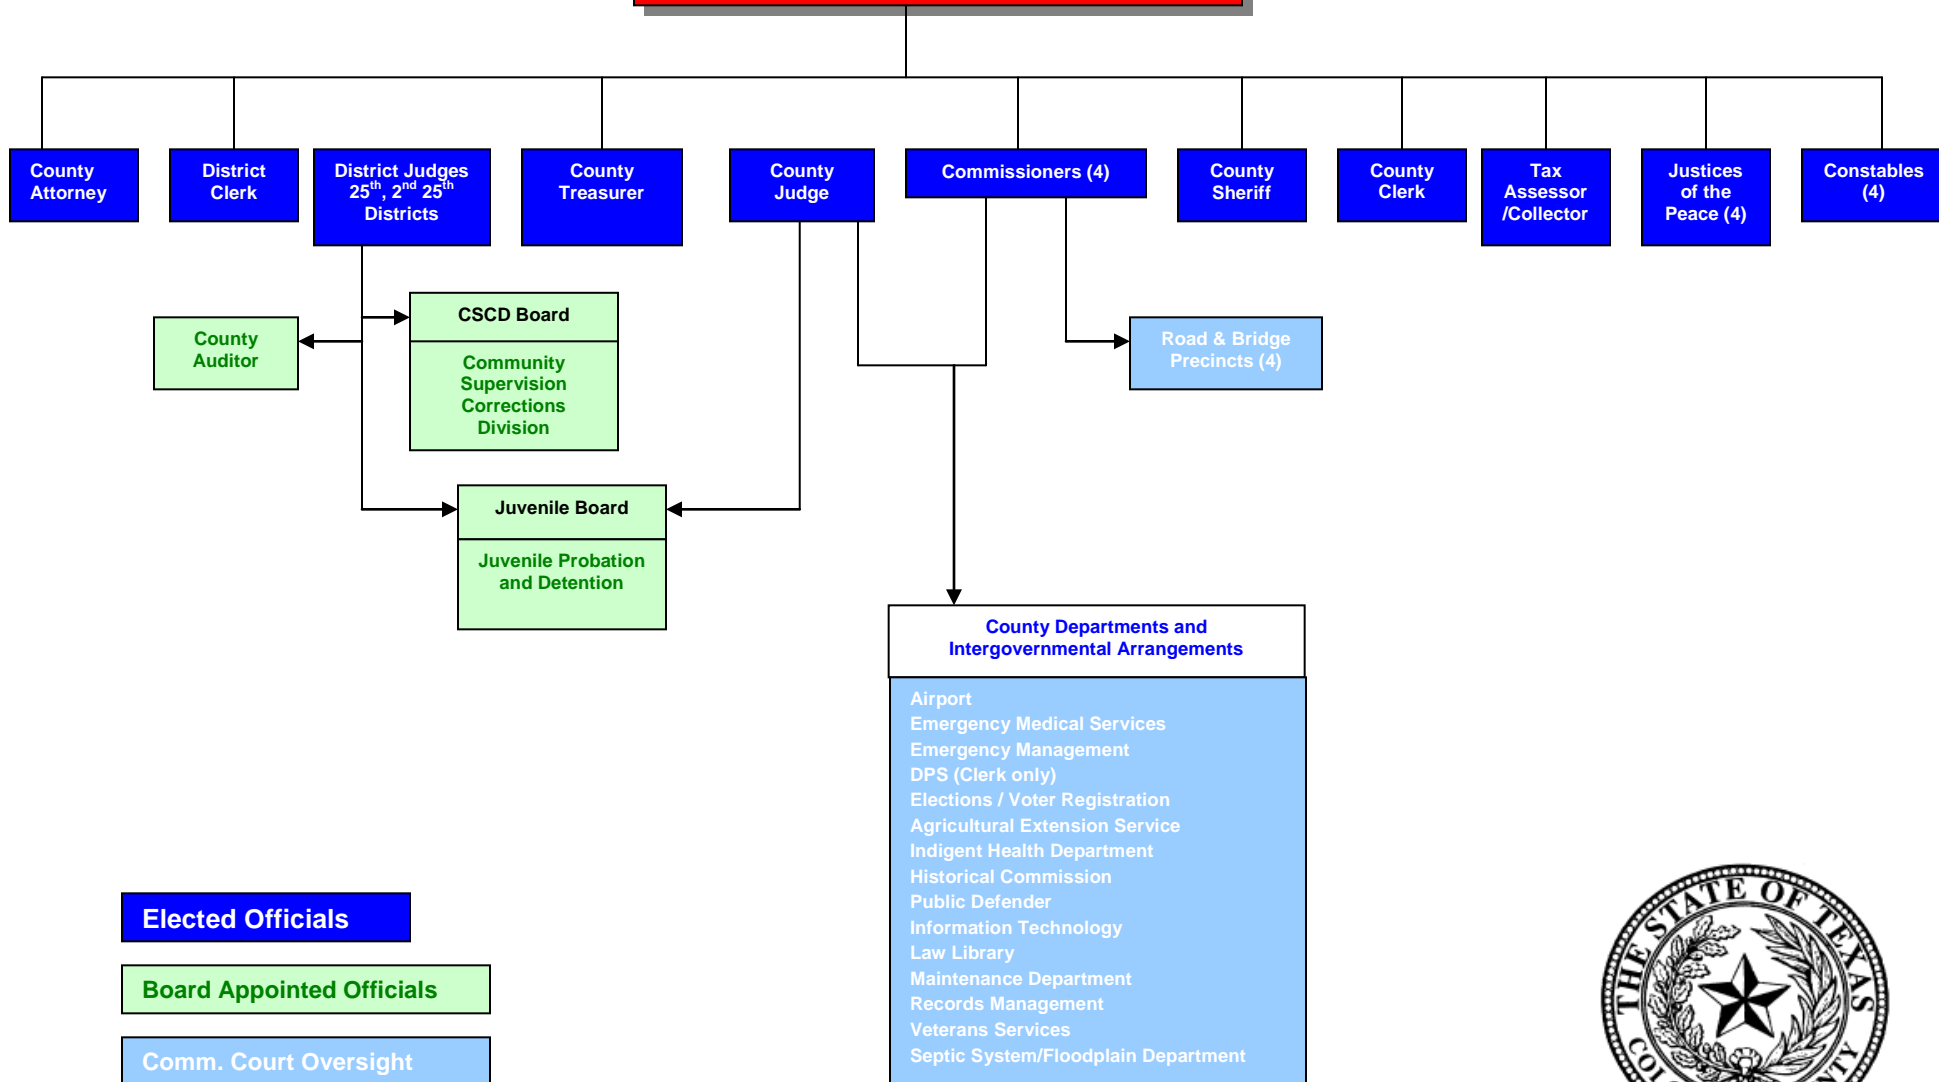 County
Attorney
District
Clerk
District Judges
25th, 2nd 25th
Districts
County
Treasurer
County
Judge
Commissioners (4)
County
Sheriff
County
Clerk
Tax
Assessor
/Collector
Justices
of the
Peace (4)
Constables
(4)
County
Auditor
CSCD Board
Community
Supervision
Corrections
Division
Road & Bridge
Precincts (4)
Juvenile Board
Juvenile Probation
and Detention
County Departments and
Intergovernmental Arrangements
Airport
Emergency Medical Services
Emergency Management
DPS (Clerk only)
Elections / Voter Registration
Agricultural Extension Service
Indigent Health Department
Historical Commission
Public Defender
Information Technology
Law Library
Maintenance Department
Records Management
Veterans Services
Septic System/Floodplain Department
Elected Officials
Board Appointed Officials
Comm. Court Oversight
THE STATE OF TEXAS